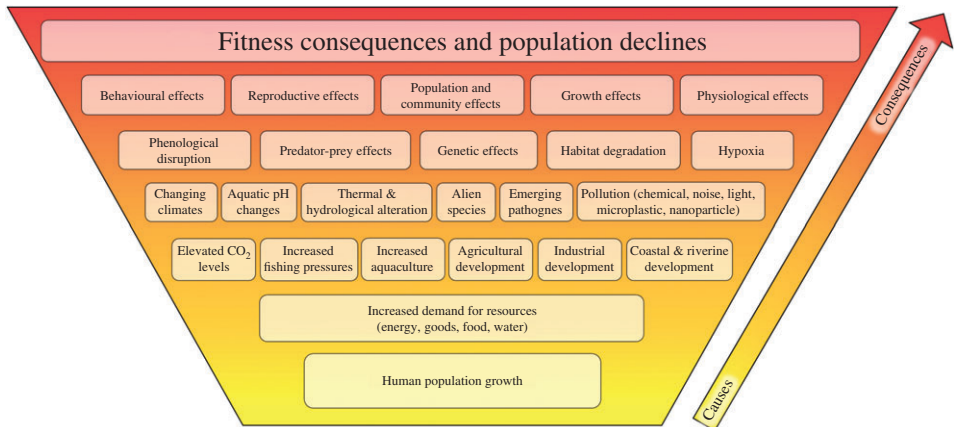 Fitness consequences and population declines
Behavioural effects
Reproductive effects
Population and
community effects
Growth effects
Physiological effects
Phenological
disruption
Predator-prey effects
Genetic effects
Habitat degradation
Hypoxia
Changing
climates
Aquatic pH
changes
Thermal &
hydrological alteration
Alien
species
Emerging
pathognes
Pollution (chemical, noise, light,
microplastic, nanoparticle)
Elevated CO₂
levels
Increased
fishing pressures
Increased
aquaculture
Agricultural
development
Industrial
development
Coastal & riverine
development
Increased demand for resources
(energy, goods, food, water)
Human population growth
Consequences
Causes